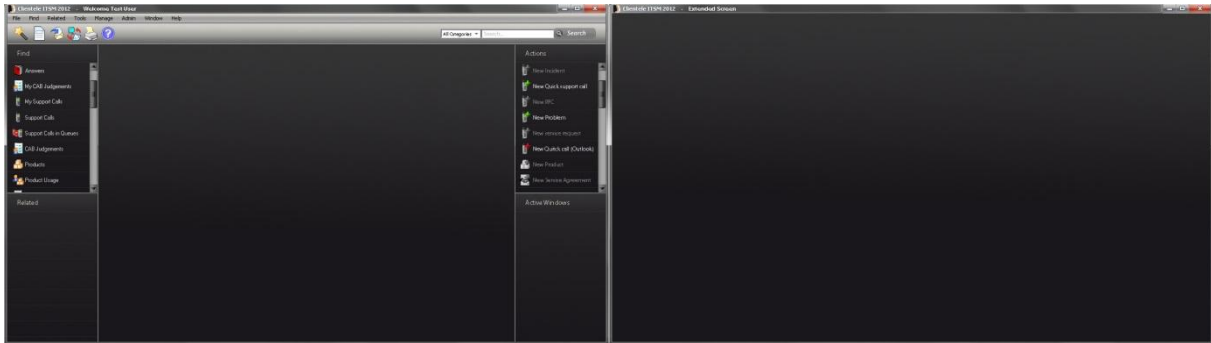 Clientele ITSM 2012 - Welcome Test User
File Find Related Tools Manage Admin Window Help
All Categories Search... Search
Find
Answers
My CAB Judgements
My Support Calls
Support Calls
Support Calls in Queues
CAB Judgements
Products
Product Usage
Related
Actions
New Incident
New Quick support call
New RFC
New Problem
New service request
New Quick call (Outlook)
New Product
New Service Agreement
Active Windows
Clientele ITSM 2012 - Extended Screen